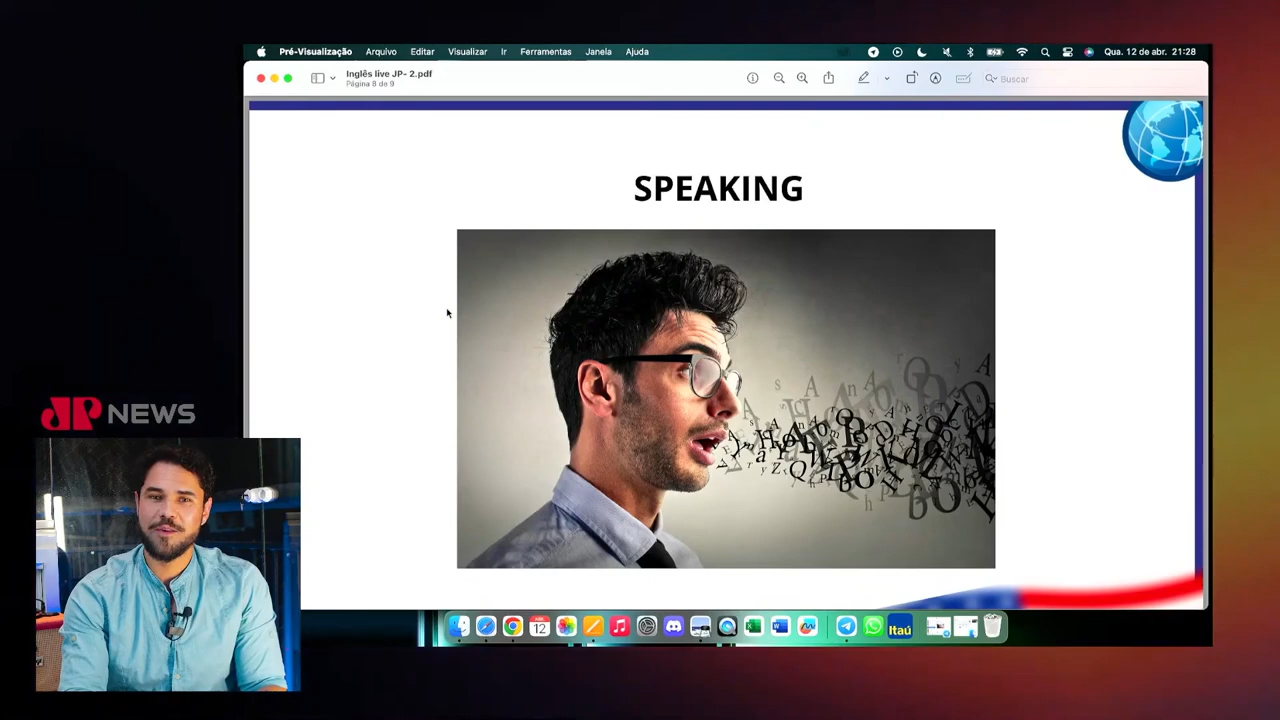 Pré-Visualização Arquivo Editar Visualizar Ir Ferramentas Janela Ajuda Qua. 12 de abr. 21:28
Inglês live JP- 2.pdf
Página 8 de 9
Buscar
SPEAKING
JP NEWS
12
Itaú